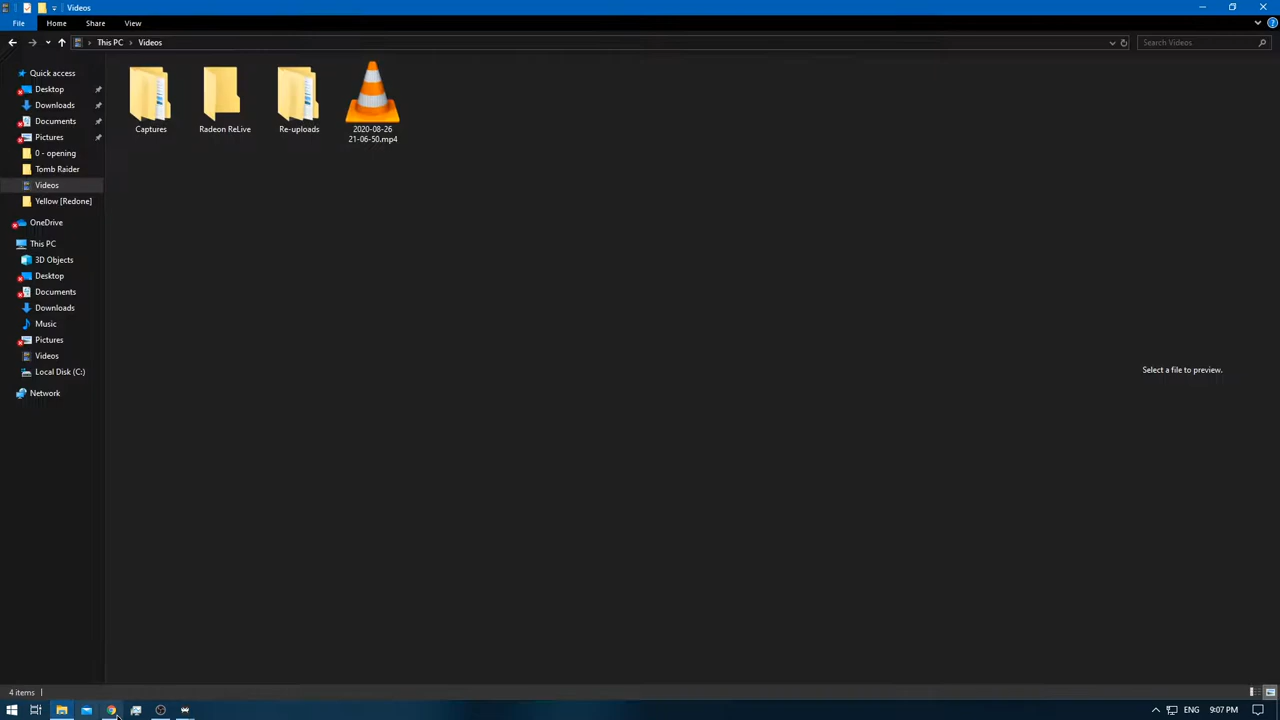 Videos
File
Home
Share
View
This PC
Videos
Search Videos
Quick access
Desktop
Downloads
Documents
Pictures
0 - opening
Tomb Raider
Videos
Yellow [Redone]
OneDrive
This PC
3D Objects
Desktop
Documents
Downloads
Music
Pictures
Videos
Local Disk (C:)
Network
Captures
Radeon ReLive
Re-uploads
2020-08-26
21-06-50.mp4
Select a file to preview.
4 items
ENG
9:07 PM